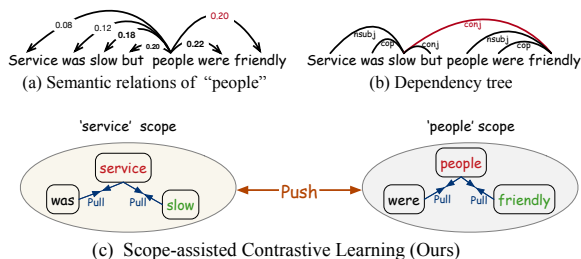 0.08 0.12 0.18 0.20 0.22 0.20
Service was slow but people were friendly
(a) Semantic relations of “people”
nsubj cop conj conj nsubj cop
Service was slow but people were friendly
(b) Dependency tree
'service' scope
service
was
slow
Pull
Pull
Push
'people' scope
people
were
friendly
Pull
Pull
(c) Scope-assisted Contrastive Learning (Ours)